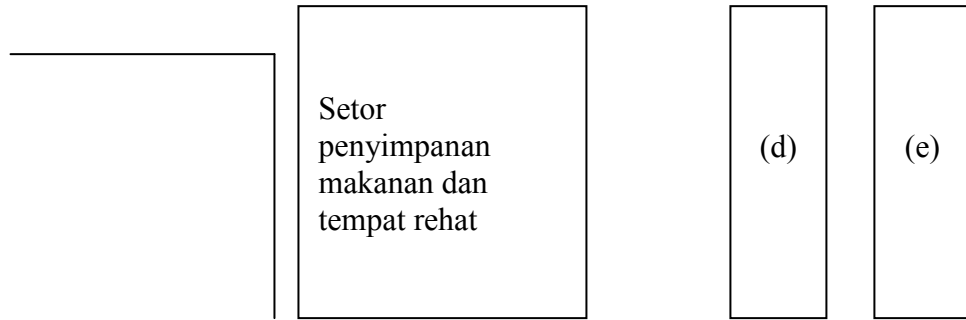 Setor
penyimpanan
makanan dan
tempat rehat
(d)
(e)